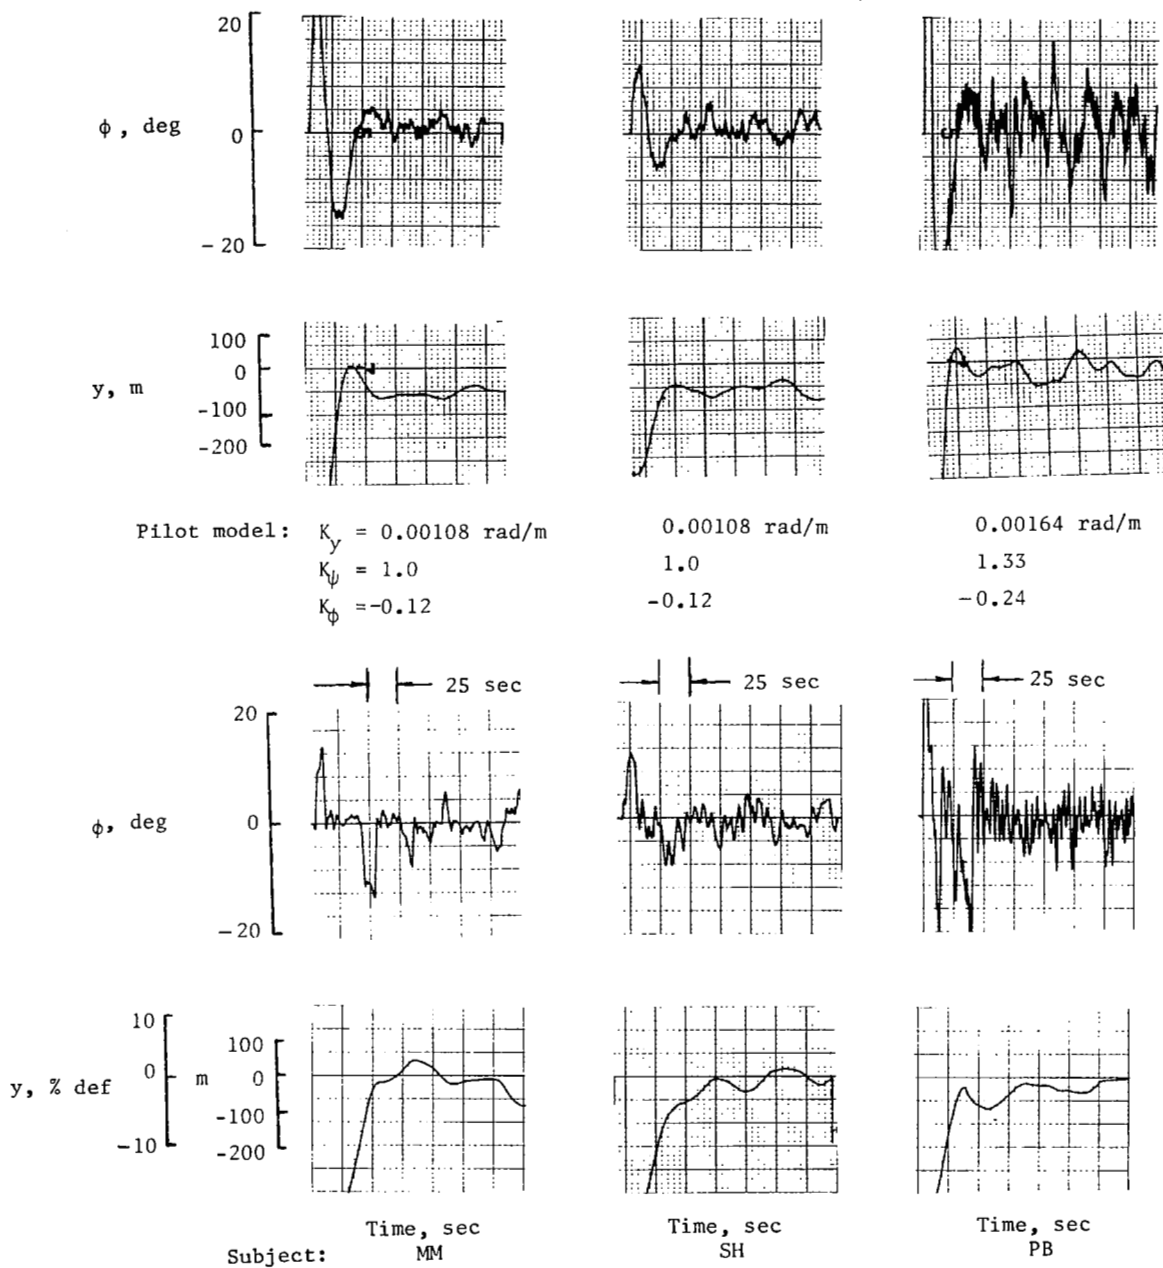 20
ϕ, deg
0
-20
100
0
y, m
-100
-200
Pilot model: K_y = 0.00108 rad/m 0.00108 rad/m 0.00164 rad/m
K_ψ = 1.0 1.0 1.33
K_ϕ = -0.12 -0.12 -0.24
25 sec 25 sec 25 sec
20
ϕ, deg
0
-20
10
100
y, % def 0 m 0
-100
-10
-200
Time, sec Time, sec Time, sec
Subject: MM SH PB